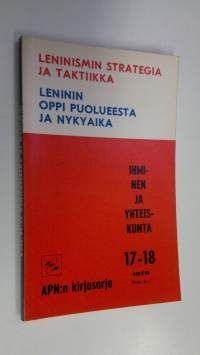 LENINISMIN STRATEGIA
JA TAKTIIKKA
LENININ
OPPI PUOLUEESTA
JA NYKYAIKA
IHMI-
NEN
JA
YHTEIS-
KUNTA
17-18
APN:n kirjasarja